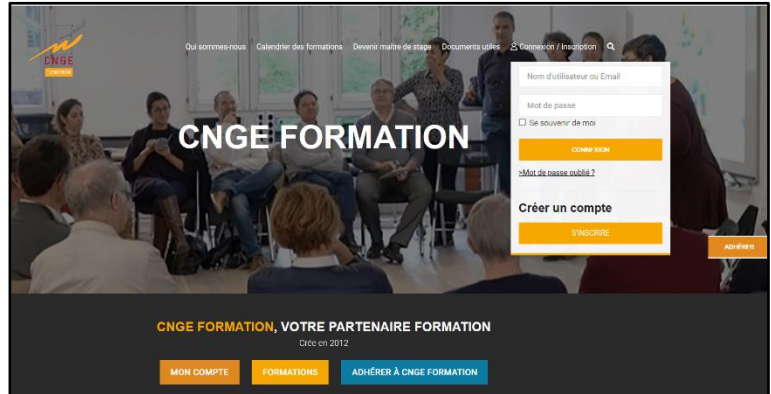 CNGE
Qui sommes-nous Calendrier des formations Devenir maître de stage Documents utiles Connexion / Inscription
Nom d'utilisateur ou Email
Mot de passe
Se souvenir de moi
CONNEXION
>Mot de passe oublié ?
Créer un compte
S'INSCRIRE
CNGE FORMATION
ADHÉRER
CNGE FORMATION, VOTRE PARTENAIRE FORMATION
Crée en 2012
MON COMPTE FORMATIONS ADHÉRER À CNGE FORMATION